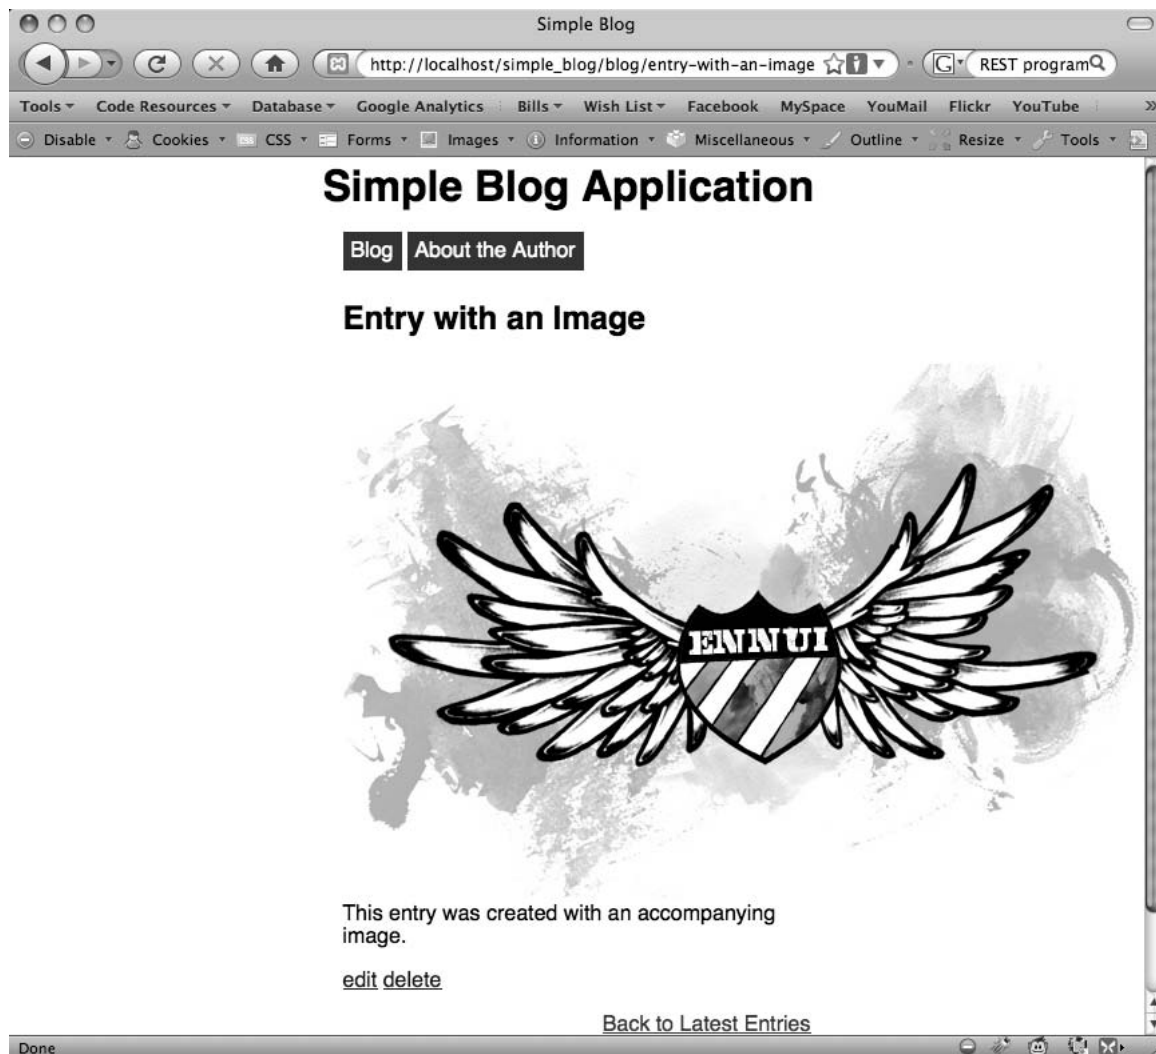 Simple Blog
http://localhost/simple_blog/blog/entry-with-an-image G REST program
Tools Code Resources Database Google Analytics Bills Wish List Facebook MySpace YouMail Flickr YouTube »
Disable Cookies CSS CSS Forms Images Information Miscellaneous Outline Resize Tools
Simple Blog Application
Blog About the Author
Entry with an Image
ENNUI
This entry was created with an accompanying
image.
edit delete
Back to Latest Entries
Done